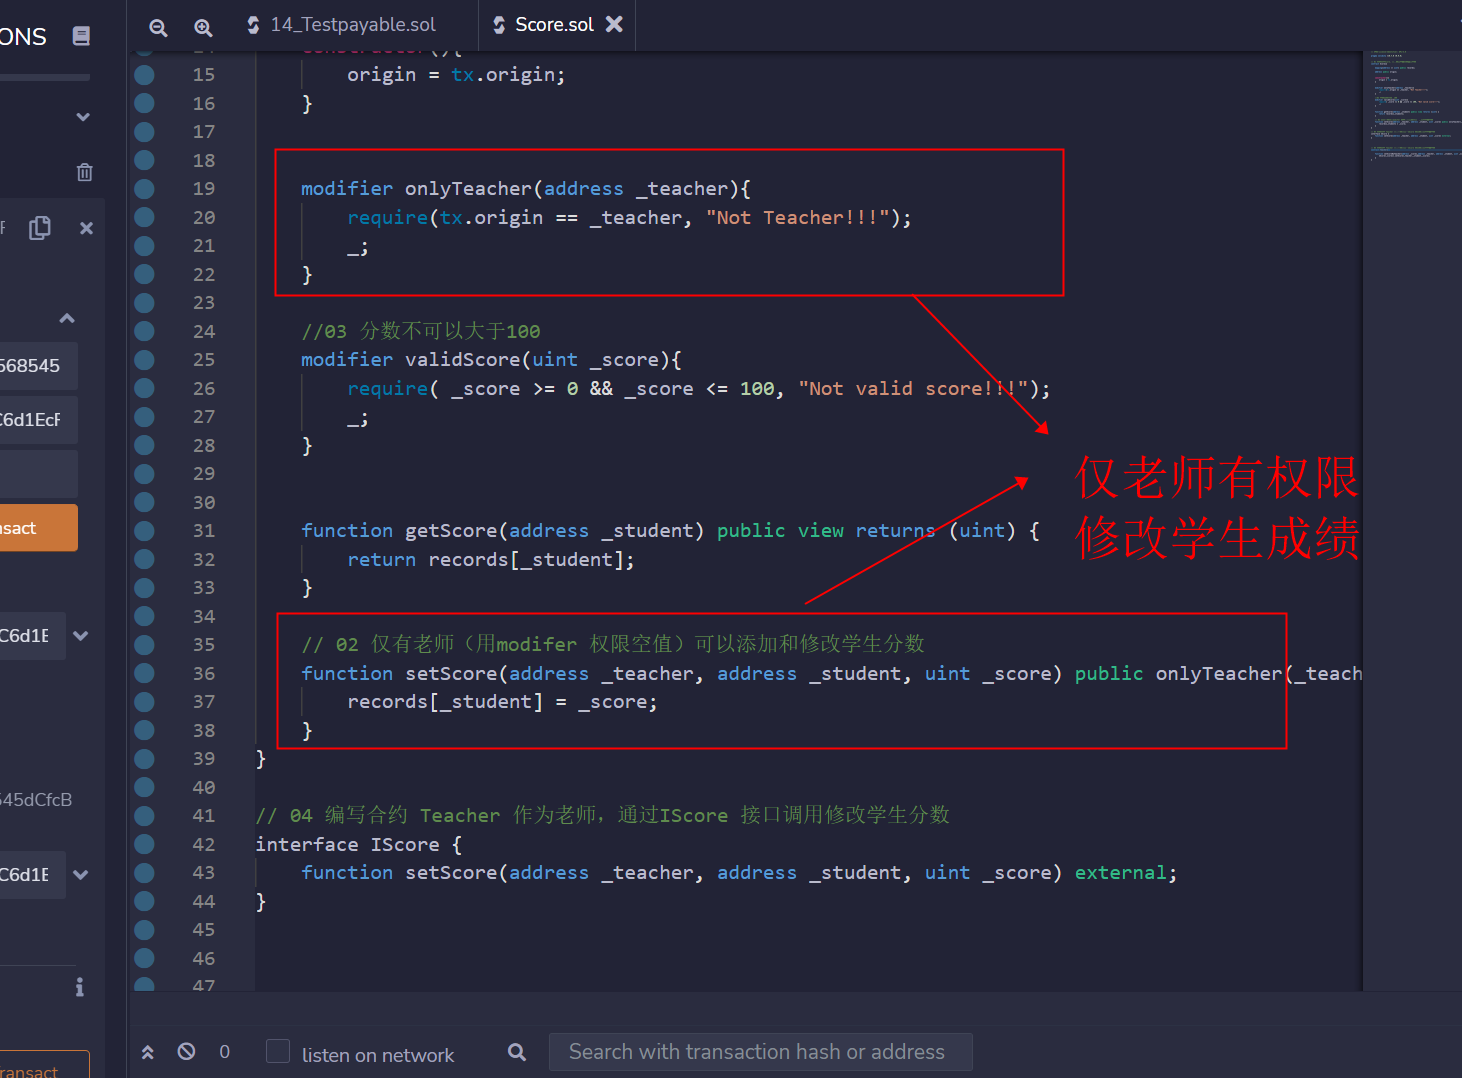 ONS
14_Testpayable.sol
Score.sol
15 origin = tx.origin;
16 }
17
18
19 modifier onlyTeacher(address _teacher){
20 require(tx.origin == _teacher, "Not Teacher!!!");
21 _;
22 }
23
24 //03 分数不可以大于100
25 modifier validScore(uint _score){
26 require( _score >= 0 && _score <= 100, "Not valid score!!!");
27 _;
28 }
29
30
31 function getScore(address _student) public view returns (uint) {
32 return records[_student];
33 }
34
35 // 02 仅有老师（用modifer 权限空值）可以添加和修改学生分数
36 function setScore(address _teacher, address _student, uint _score) public onlyTeacher(_teach
37 records[_student] = _score;
38 }
39 }
40
41 // 04 编写合约 Teacher 作为老师，通过IScore 接口调用修改学生分数
42 interface IScore {
43 function setScore(address _teacher, address _student, uint _score) external;
44 }
45
46
47
仅老师有权限
修改学生成绩
568545
C6d1EcF
nsact
C6d1E
545dCfcB
C6d1E
ransact
0
listen on network
Search with transaction hash or address